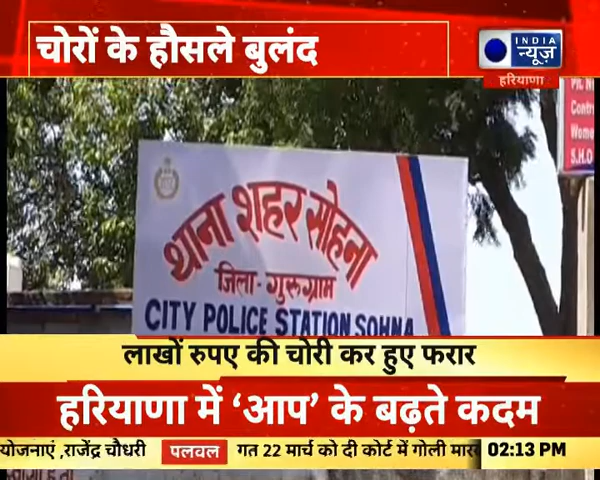 चोरों के हौसले बुलंद
INDIA
न्यूज़
हरियाणा
Women
S.H.O
थाना शहर सोहना
जिला-गुरुग्राम
CITY POLICE STATION SOHNA
लाखों रुपए की चोरी कर हुए फरार
हरियाणा में ‘आप’ के बढ़ते कदम
योजनाएं ,राजेंद्र चौधरी पलवल गत 22 मार्च को दी कोर्ट में गोली 02:13 PM